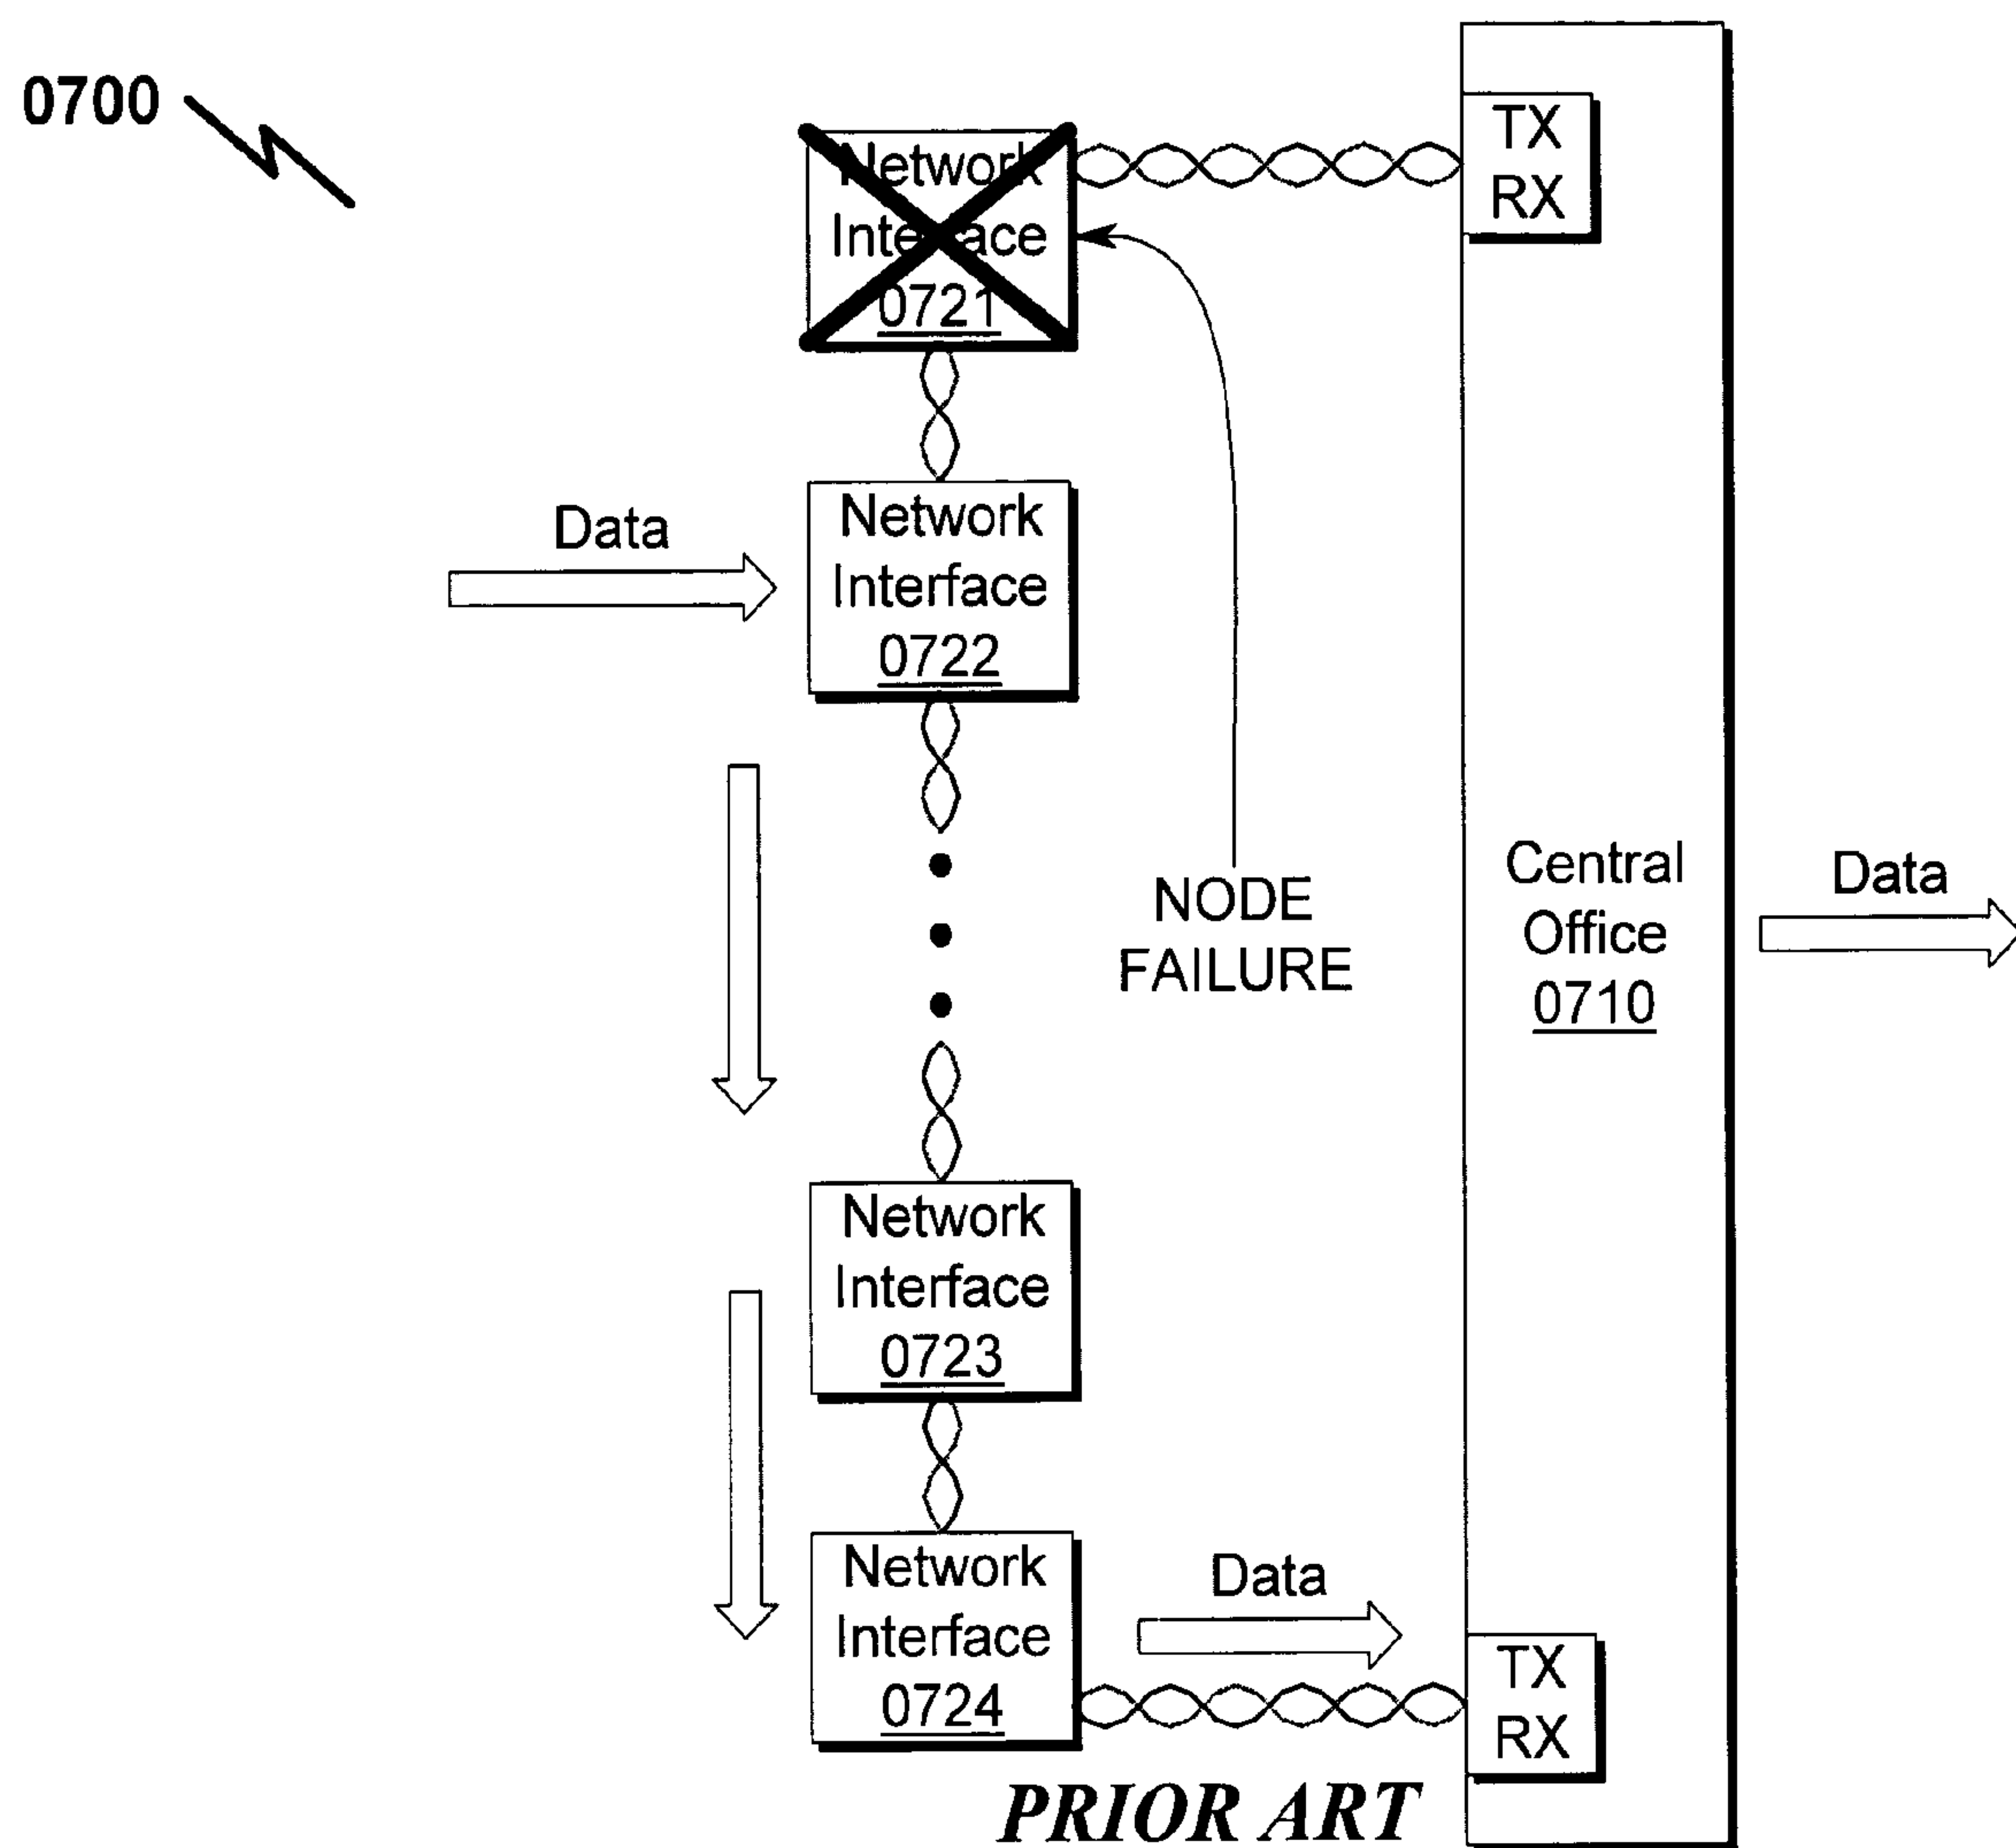 0700
Network
Interface
0721
TX
RX
Data
Network
Interface
0722
NODE
FAILURE
Central
Office
0710
Data
Network
Interface
0723
Network
Interface
0724
Data
TX
RX
PRIOR ART